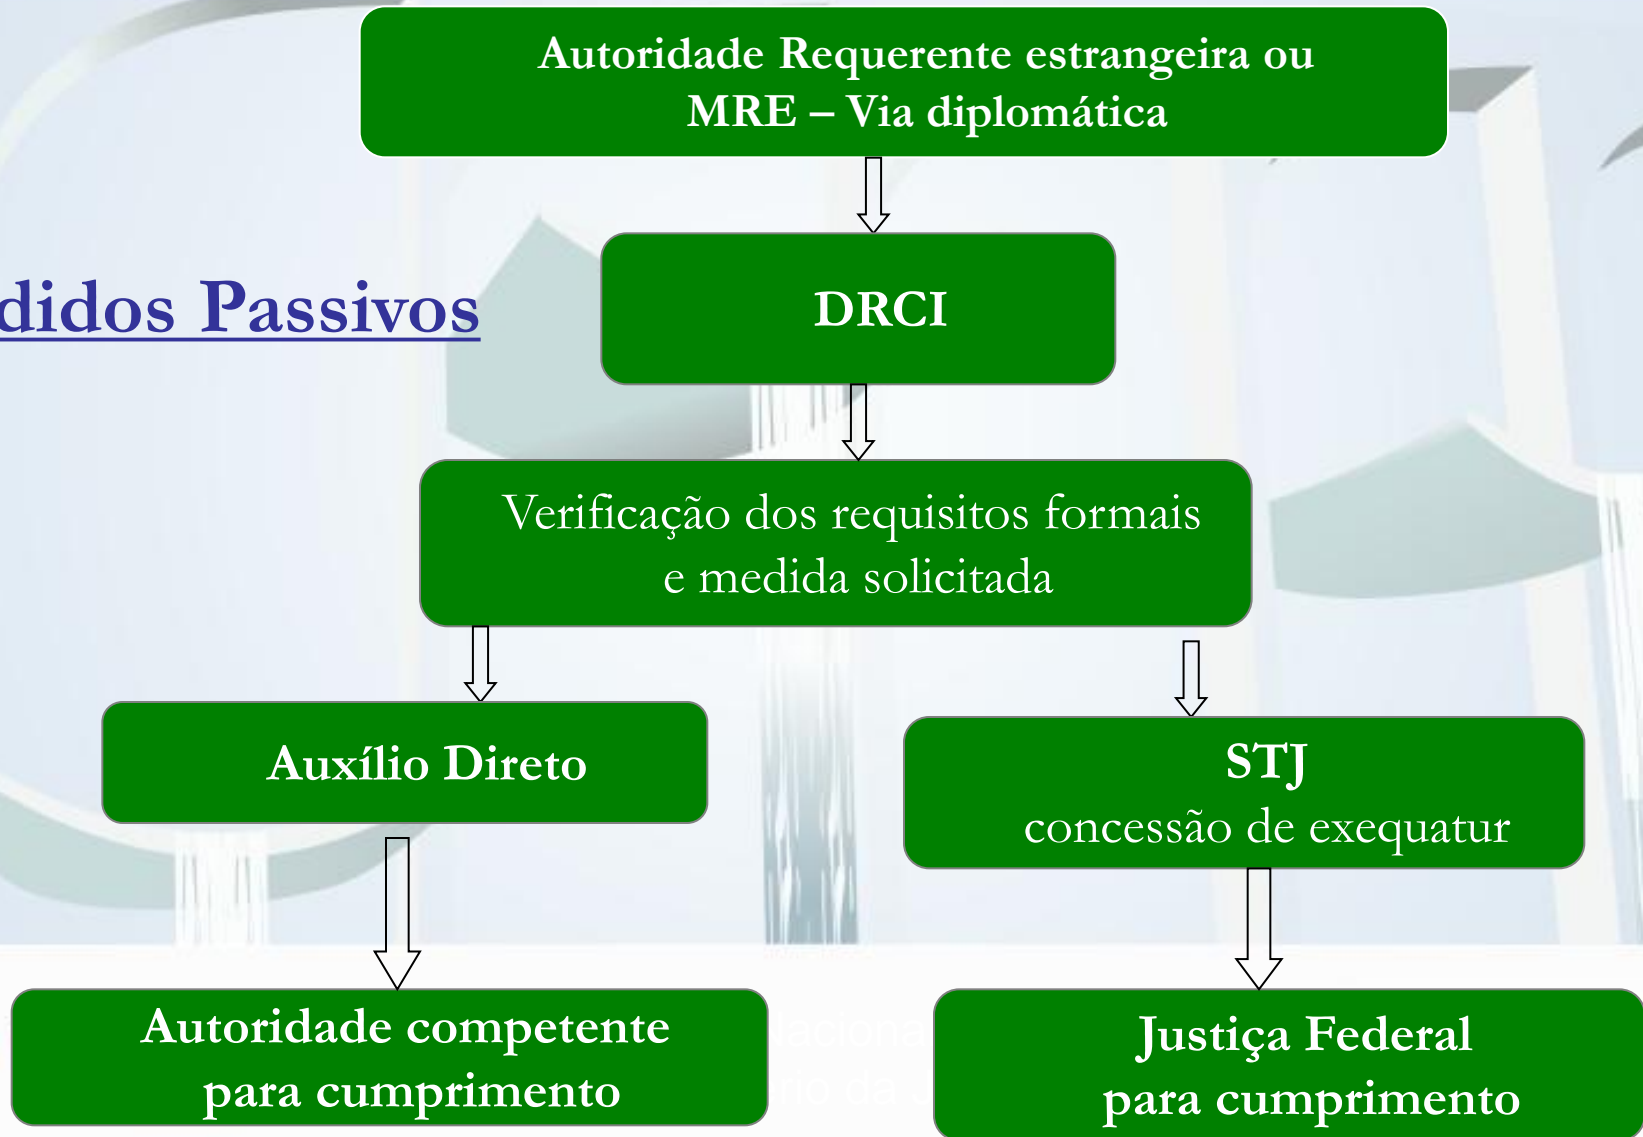 Autoridade Requerente estrangeira ou
MRE – Via diplomática
didos Passivos
DRCI
Verificação dos requisitos formais
e medida solicitada
Auxílio Direto
STJ
concessão de exequatur
Autoridade competente
para cumprimento
Justiça Federal
para cumprimento